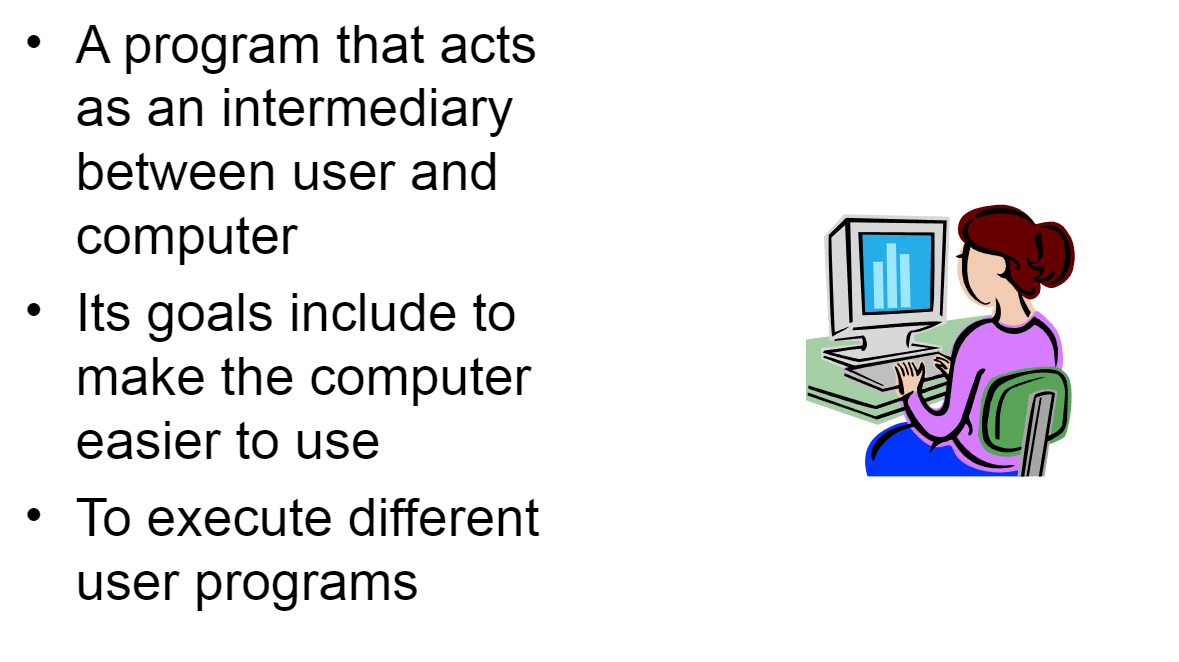 • A program that acts
as an intermediary
between user and
computer
• Its goals include to
make the computer
easier to use
• To execute different
user programs